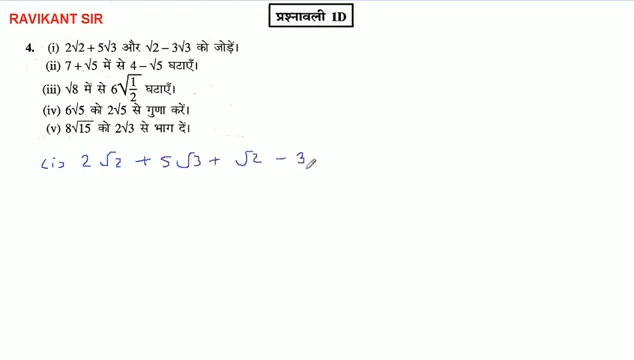 RAVIKANT SIR
प्रश्नावली 1D
4. (i) 2√2 + 5√3 और √2 − 3√3 को जोड़ें।
(ii) 7 + √5 में से 4 − √5 घटाएँ।
(iii) √8 में से 6√(1/2) घटाएँ।
(iv) 6√5 को 2√5 से गुणा करें।
(v) 8√15 को 2√3 से भाग दें।
(i) 2√2 + 5√3 + √2 − 3